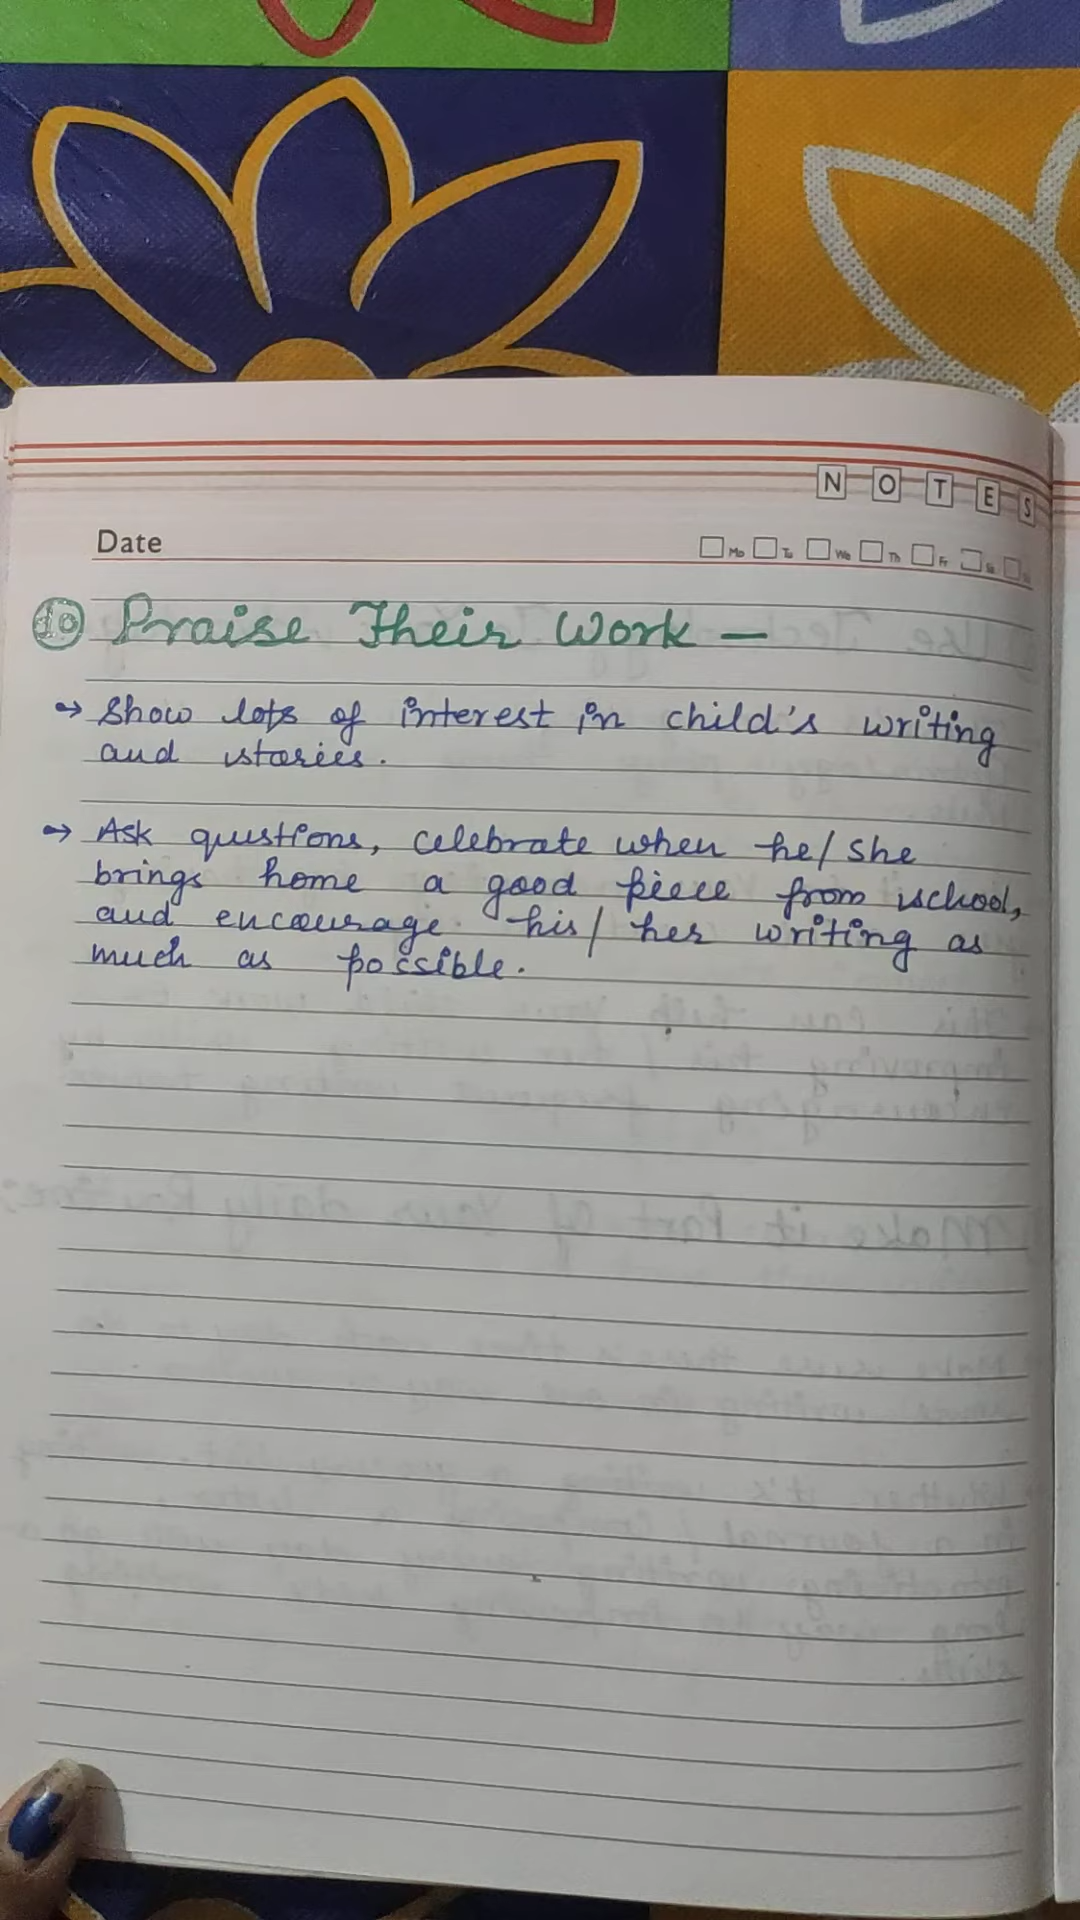 NOTES
Date
Mo Tu We Th Fr Sa Su
10 Praise Their Work —
→ Show lots of interest in child's writing
and stories.
→ Ask questions, celebrate when he/she
brings home a good piece from school,
and encourage his/her writing as
much as possible.